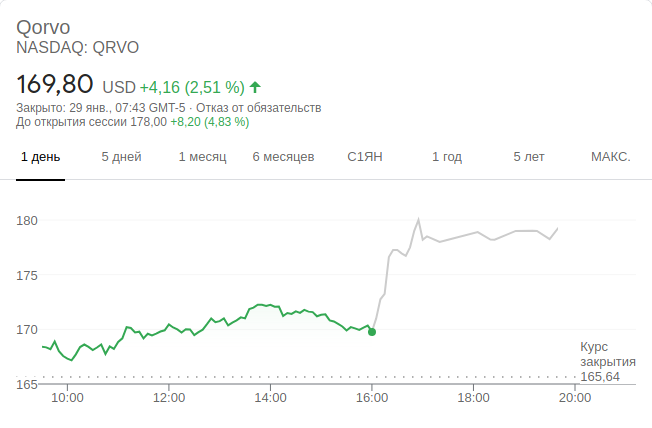 Qorvo
NASDAQ: QRVO
169,80 USD +4,16 (2,51 %)
Закрыто: 29 янв., 07:43 GMT-5 · Отказ от обязательств
До открытия сессии 178,00 +8,20 (4,83 %)
1 день 5 дней 1 месяц 6 месяцев С1ЯН 1 год 5 лет МАКС.
180
175
170
165
Курс
закрытия
165,64
10:00 12:00 14:00 16:00 18:00 20:00